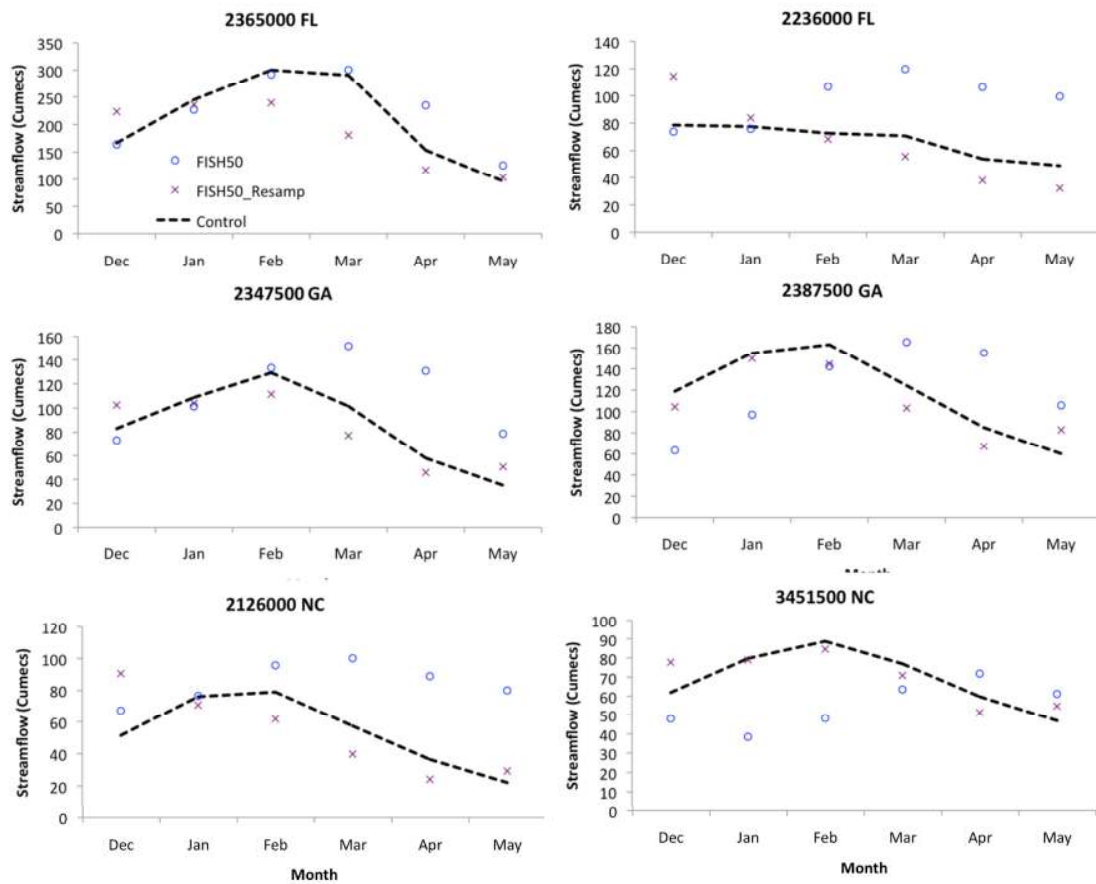 2365000 FL
Streamflow (Cumecs)
350
300
250
200
150
100
50
0
FISH50
FISH50_Resamp
Control
Dec Jan Feb Mar Apr May
2236000 FL
Streamflow (Cumecs)
140
120
100
80
60
40
20
0
Dec Jan Feb Mar Apr May
2347500 GA
Streamflow (Cumecs)
160
140
120
100
80
60
40
20
0
Dec Jan Feb Mar Apr May
2387500 GA
Streamflow (Cumecs)
180
160
140
120
100
80
60
40
20
0
Dec Jan Feb Mar Apr May
2126000 NC
Streamflow (Cumecs)
120
100
80
60
40
20
0
Dec Jan Feb Mar Apr May
Month
3451500 NC
Streamflow (Cumecs)
100
90
80
70
60
50
40
30
20
10
0
Dec Jan Feb Mar Apr May
Month